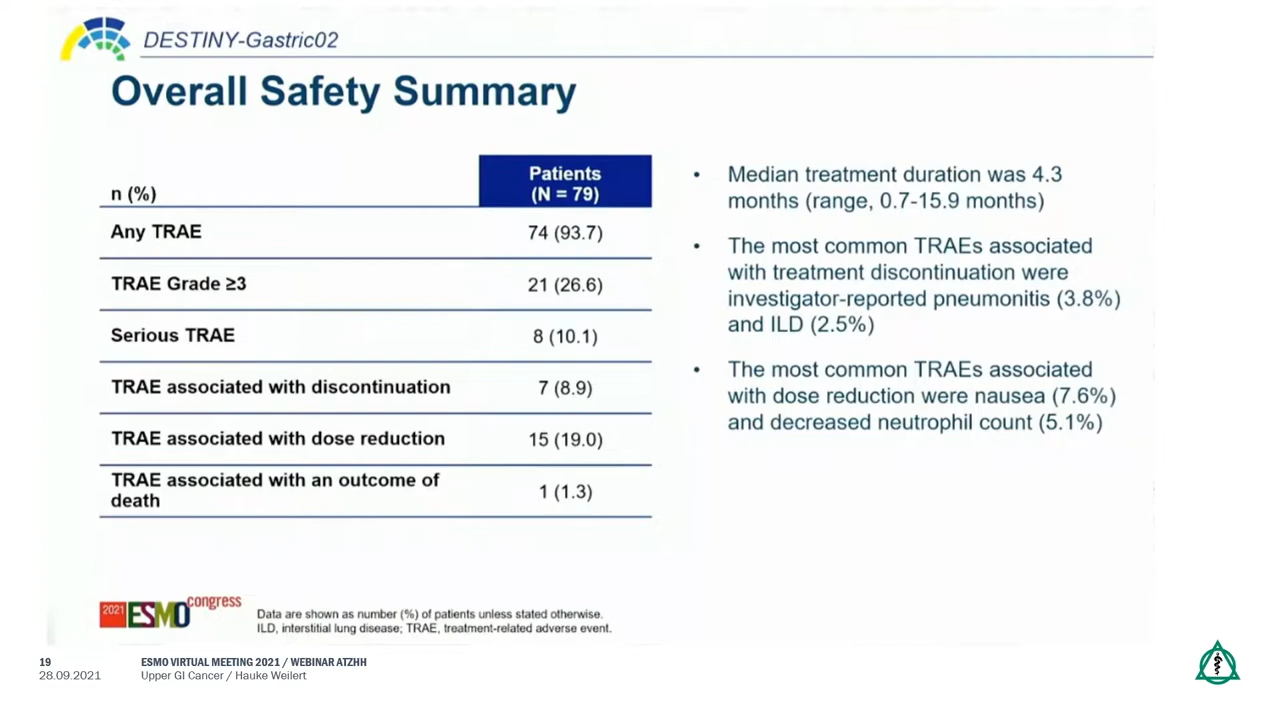 DESTINY-Gastric02
Overall Safety Summary
n (%)
Patients
(N = 79)
Any TRAE
74 (93.7)
TRAE Grade ≥3
21 (26.6)
Serious TRAE
8 (10.1)
TRAE associated with discontinuation
7 (8.9)
TRAE associated with dose reduction
15 (19.0)
TRAE associated with an outcome of
death
1 (1.3)
• Median treatment duration was 4.3
months (range, 0.7-15.9 months)
• The most common TRAEs associated
with treatment discontinuation were
investigator-reported pneumonitis (3.8%)
and ILD (2.5%)
• The most common TRAEs associated
with dose reduction were nausea (7.6%)
and decreased neutrophil count (5.1%)
2021 ESMO congress
Data are shown as number (%) of patients unless stated otherwise.
ILD, interstitial lung disease; TRAE, treatment-related adverse event.
19
ESMO VIRTUAL MEETING 2021 / WEBINAR ATZHH
28.09.2021
Upper GI Cancer / Hauke Weilert